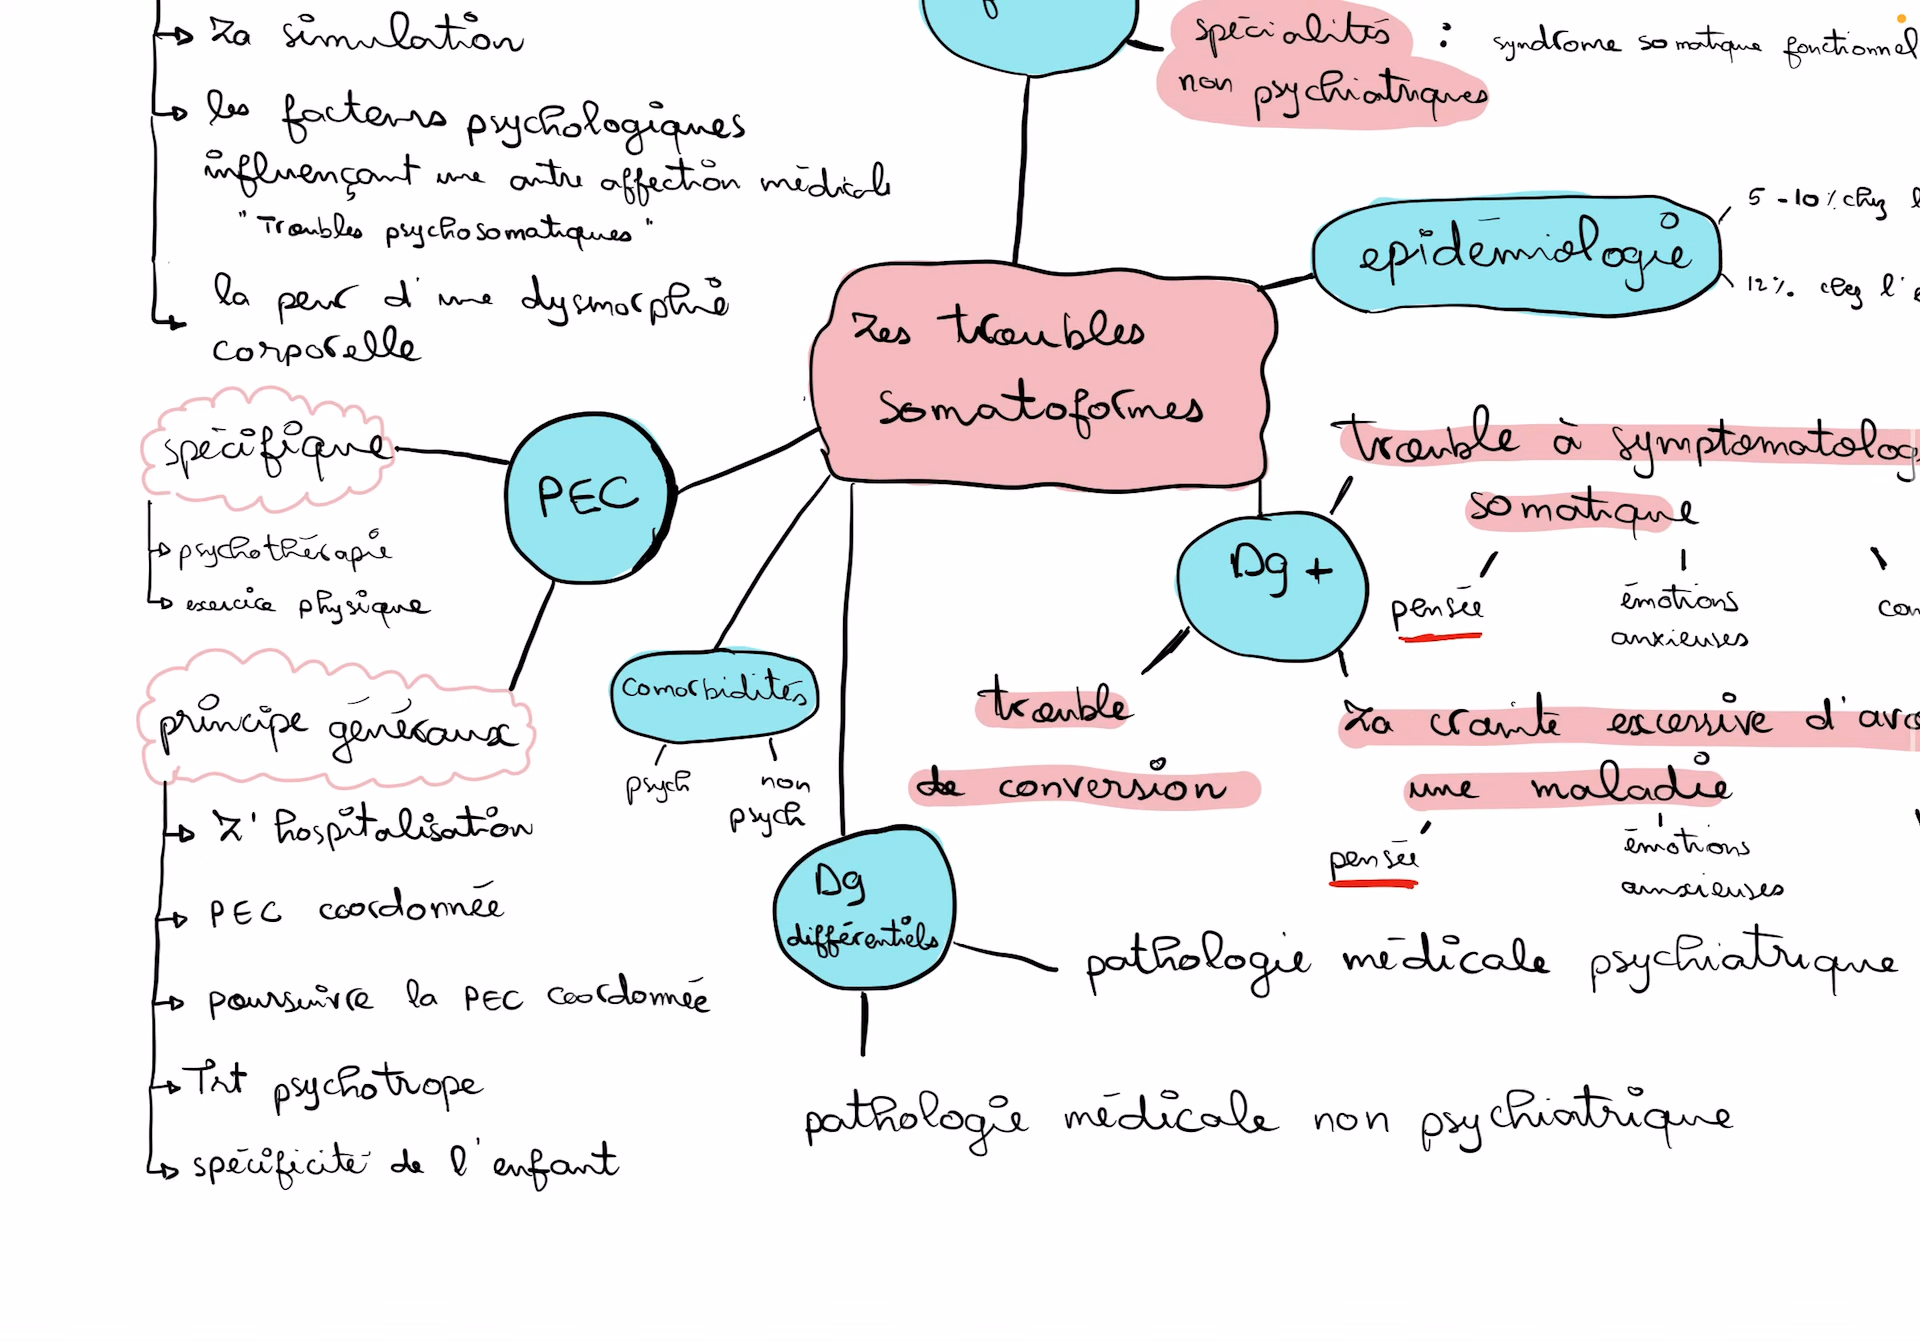 La simulation
les facteurs psychologiques
influençant une autre affection médicale
"Troubles psychosomatiques"
la peur d'une dysmorphie
corporelle
spécialités : syndrome somatique fonctionnel
non psychiatriques
épidémiologie
5 - 10 % chez
12 % chez l'
Les troubles
somatoformes
PEC
spécifique
psychothérapie
exercice physique
principe généraux
L'hospitalisation
PEC coordonnée
poursuivre la PEC coordonnée
Trt psychotrope
spécificité de l'enfant
comorbidités
psych
non
psych
Dg +
trouble à symptomatolog
somatique
pensée
émotions
anxieuses
trouble
de conversion
La crainte excessive d'avo
une maladie
pensée
émotions
anxieuses
Dg
différentiels
pathologie médicale psychiatrique
pathologie médicale non psychiatrique